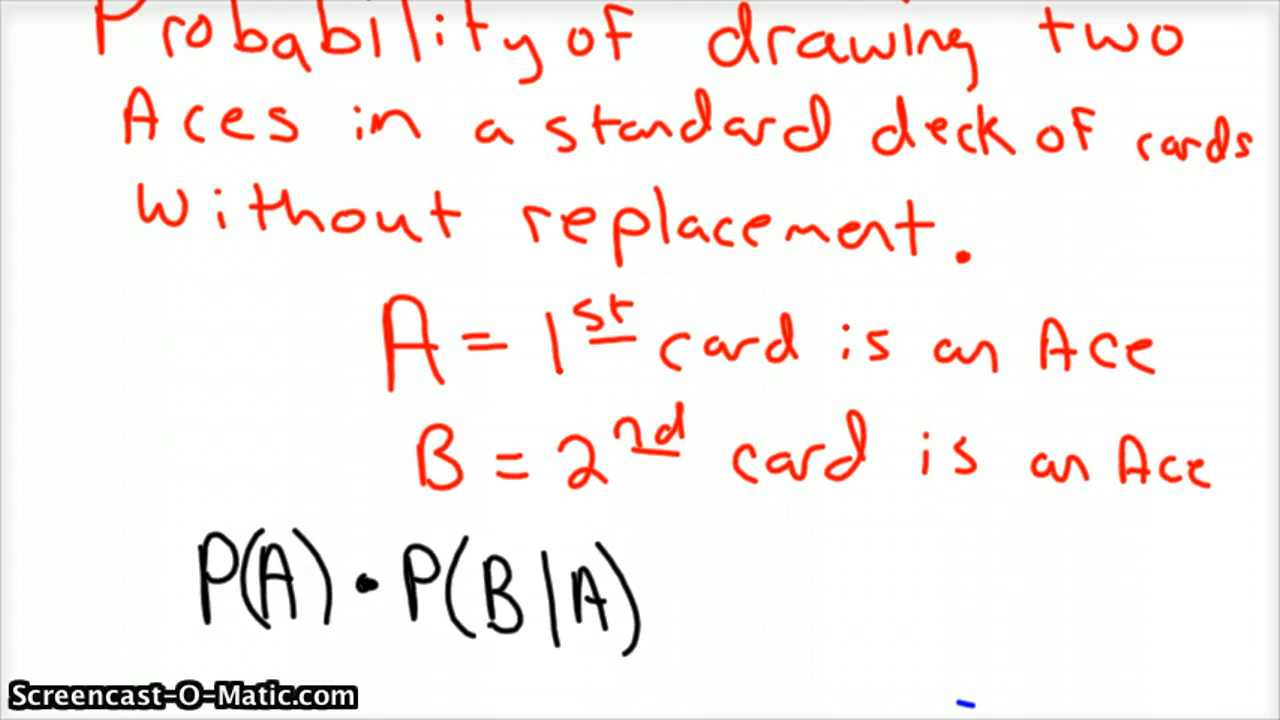 Probability of drawing two
Aces in a standard deck of cards
Without replacement.
A = 1st card is an Ace
B = 2nd card is an Ace
P(A) • P(B|A)
Screencast-O-Matic.com